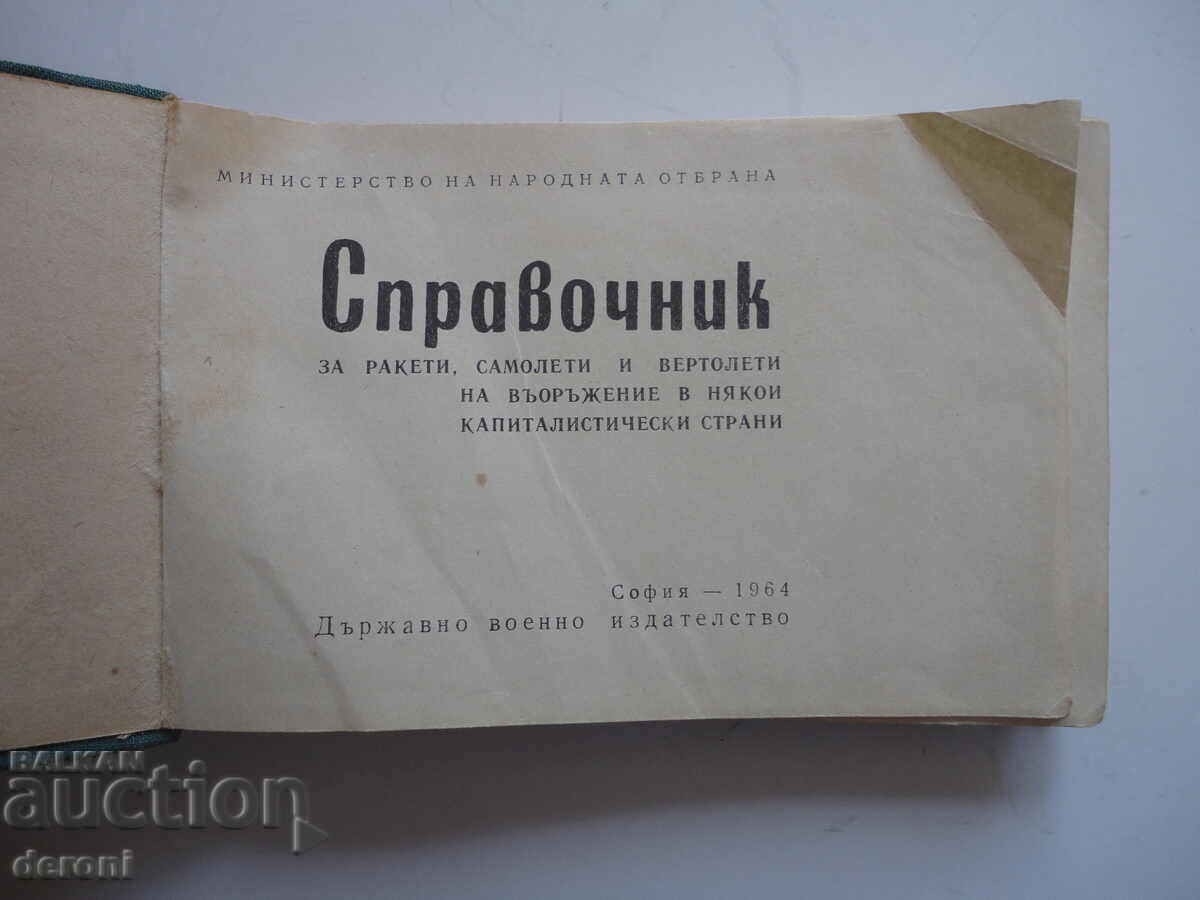 МИНИСТЕРСТВО НА НАРОДНАТА ОТБРАНА
Справочник
ЗА РАКЕТИ, САМОЛЕТИ И ВЕРТОЛЕТИ
НА ВЪОРЪЖЕНИЕ В НЯКОИ
КАПИТАЛИСТИЧЕСКИ СТРАНИ
София — 1964
Държавно военно издателство
BALKAN
auction
deroni